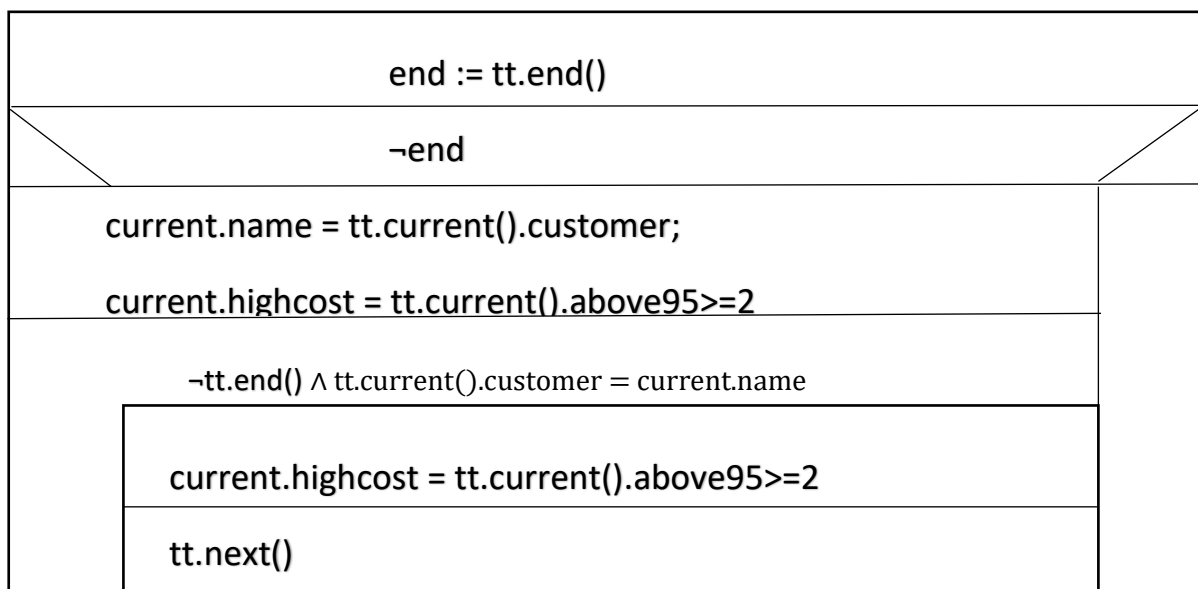 end := tt.end()
¬end
current.name = tt.current().customer;
current.highcost = tt.current().above95>=2
¬tt.end() ∧ tt.current().customer = current.name
current.highcost = tt.current().above95>=2
tt.next()